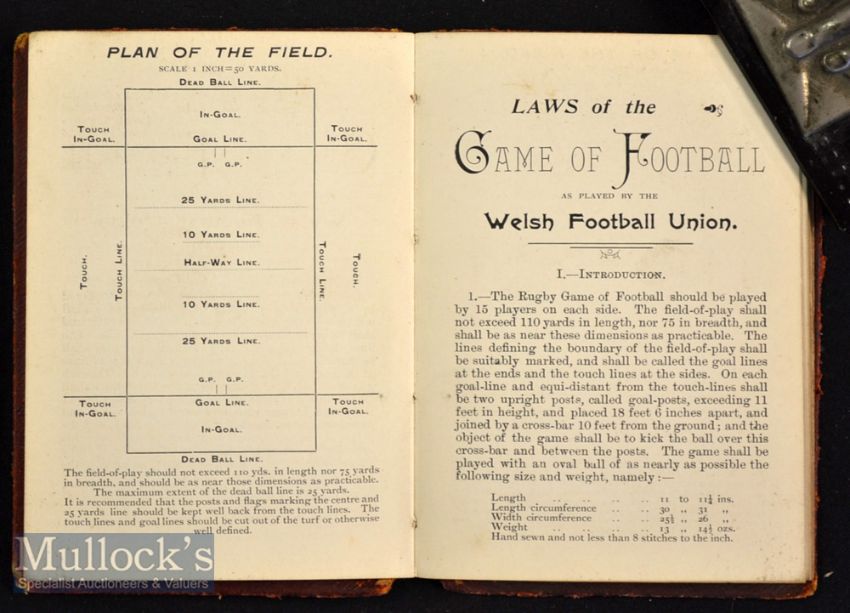 PLAN OF THE FIELD.
SCALE 1 INCH=50 YARDS.
DEAD BALL LINE.
IN-GOAL.
TOUCH
IN-GOAL.
GOAL LINE.
TOUCH
IN-GOAL.
G.P. G.P.
25 YARDS LINE.
10 YARDS LINE.
HALF-WAY LINE.
TOUCH.
TOUCH LINE.
TOUCH LINE.
TOUCH.
10 YARDS LINE.
25 YARDS LINE.
G.P. G.P.
TOUCH
IN-GOAL.
GOAL LINE.
TOUCH
IN-GOAL.
IN-GOAL.
DEAD BALL LINE.
The field-of-play should not exceed 110 yds. in length nor 75 yards
in breadth, and should be as near those dimensions as practicable.
The maximum extent of the dead ball line is 25 yards.
It is recommended that the posts and flags marking the centre and
25 yards line should be kept well back from the touch lines. The
touch lines and goal lines should be cut out of the turf or otherwise
well defined.
LAWS of the
GAME OF FOOTBALL
AS PLAYED BY THE
Welsh Football Union.
I.—INTRODUCTION.
1.—The Rugby Game of Football should be played
by 15 players on each side. The field-of-play shall
not exceed 110 yards in length, nor 75 in breadth, and
shall be as near these dimensions as practicable. The
lines defining the boundary of the field-of-play shall
be suitably marked, and shall be called the goal lines
at the ends and the touch lines at the sides. On each
goal-line and equi-distant from the touch-lines shall
be two upright posts, called goal-posts, exceeding 11
feet in height, and placed 18 feet 6 inches apart, and
joined by a cross-bar 10 feet from the ground; and the
object of the game shall be to kick the ball over this
cross-bar and between the posts. The game shall be
played with an oval ball of as nearly as possible the
following size and weight, namely :—
Length .. .. .. 11 to 11¼ ins.
Length circumference .. .. 30 „ 31 „
Width circumference .. .. 25½ „ 26 „
Weight .. .. .. 13 „ 14½ ozs.
Hand sewn and not less than 8 stitches to the inch.
Mullock's
Specialist Auctioneers & Valuers